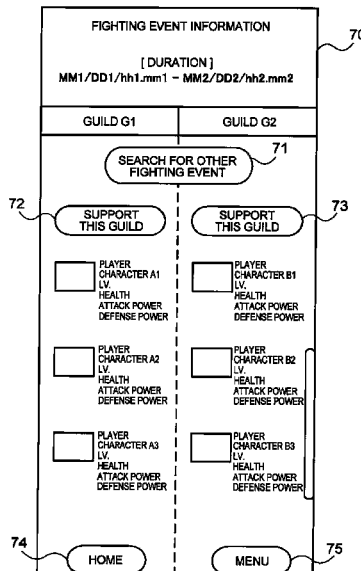 FIGHTING EVENT INFORMATION
70
[ DURATION ]
MM1/DD1/hh1.mm1 – MM2/DD2/hh2.mm2
GUILD G1
GUILD G2
71
SEARCH FOR OTHER
FIGHTING EVENT
72
73
SUPPORT
THIS GUILD
SUPPORT
THIS GUILD
PLAYER
CHARACTER A1
LV.
HEALTH
ATTACK POWER
DEFENSE POWER
PLAYER
CHARACTER B1
LV.
HEALTH
ATTACK POWER
DEFENSE POWER
PLAYER
CHARACTER A2
LV.
HEALTH
ATTACK POWER
DEFENSE POWER
PLAYER
CHARACTER B2
LV.
HEALTH
ATTACK POWER
DEFENSE POWER
PLAYER
CHARACTER A3
LV.
HEALTH
ATTACK POWER
DEFENSE POWER
PLAYER
CHARACTER B3
LV.
HEALTH
ATTACK POWER
DEFENSE POWER
74
75
HOME
MENU